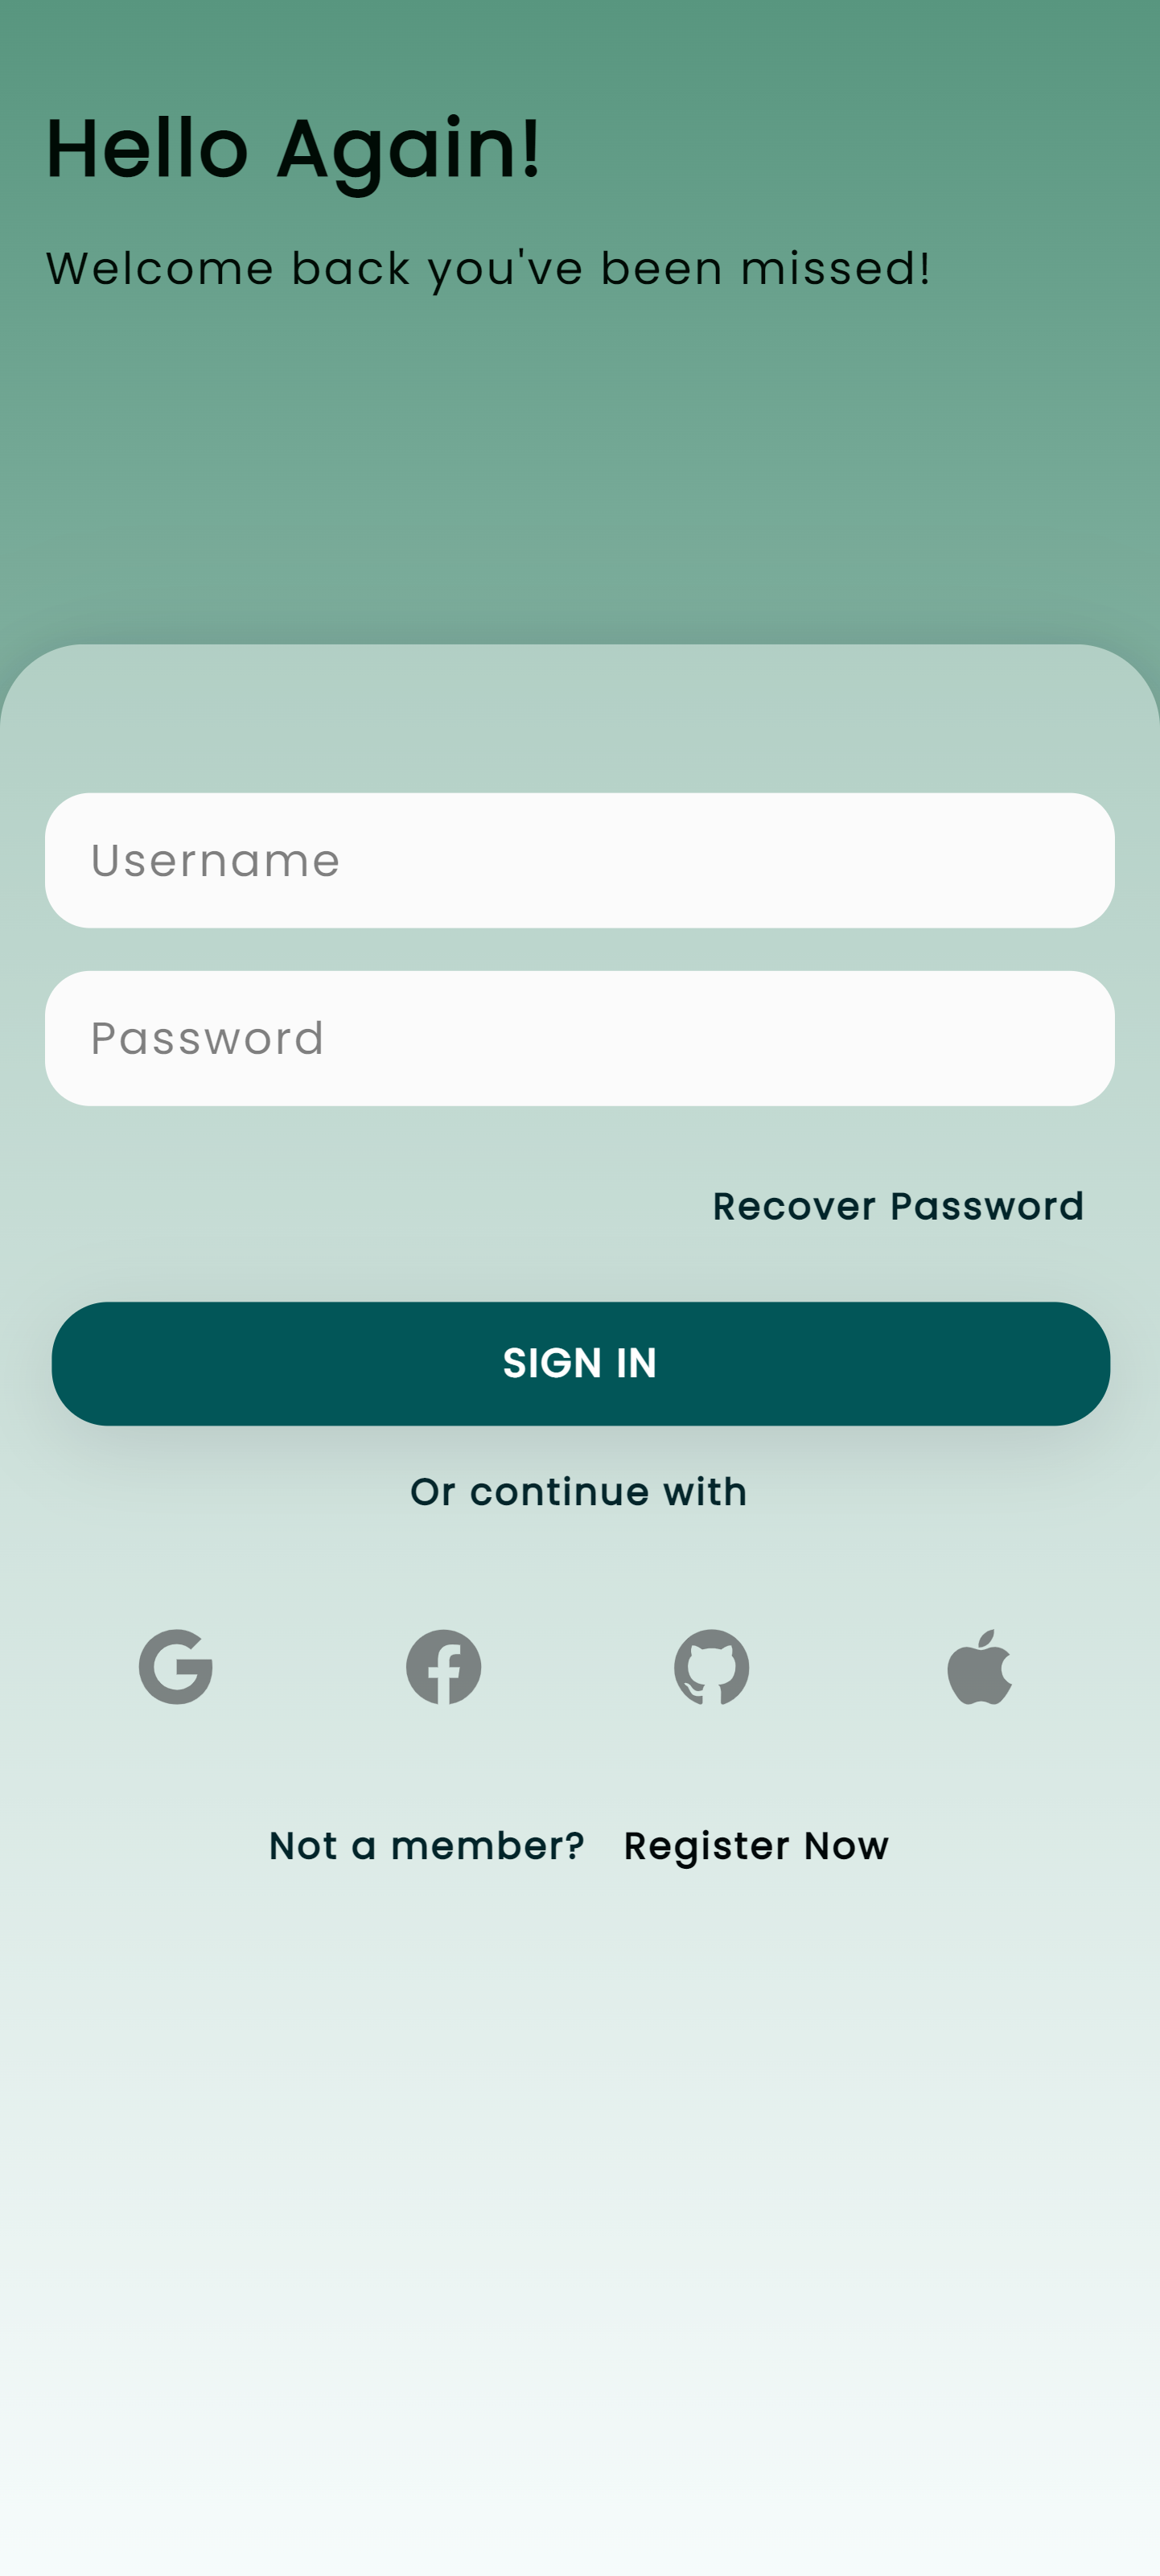 Hello Again!
Welcome back you've been missed!
Username
Password
Recover Password
SIGN IN
Or continue with
Not a member? Register Now